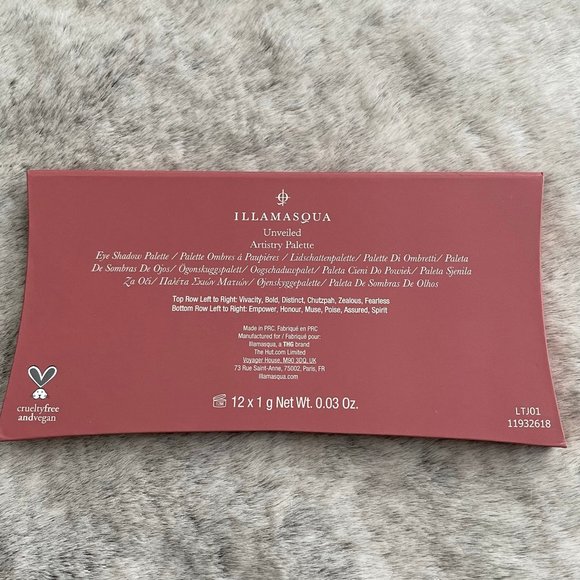 ILLAMASQUA
Unveiled
Artistry Palette
Eye Shadow Palette / Palette Ombres á Paupières / Lidschattenpalette/ Palette Di Ombretti/ Paleta
De Sombras De Ojos/ Ögonskuggspalett/ Oogschaduwpalet/ Paleta Cieni Do Powiek/ Paleta Sjenila
Za Oči/ Παλέτα Σκιών Ματιών/ Øjenskyggepalette/ Paleta De Sombras De Olhos
Top Row Left to Right: Vivacity, Bold, Distinct, Chutzpah, Zealous, Fearless
Bottom Row Left to Right: Empower, Honour, Muse, Poise, Assured, Spirit
Made in PRC. Fabriqué en PRC
Manufactured for / Fabriqué pour:
Illamasqua, a THG brand
The Hut.com Limited
Voyager House, M90 3DQ, UK
73 Rue Saint-Anne, 75002, Paris, FR
illamasqua.com
12 x 1 g Net Wt. 0.03 Oz.
crueltyfree
andvegan
LTJ01
11932618